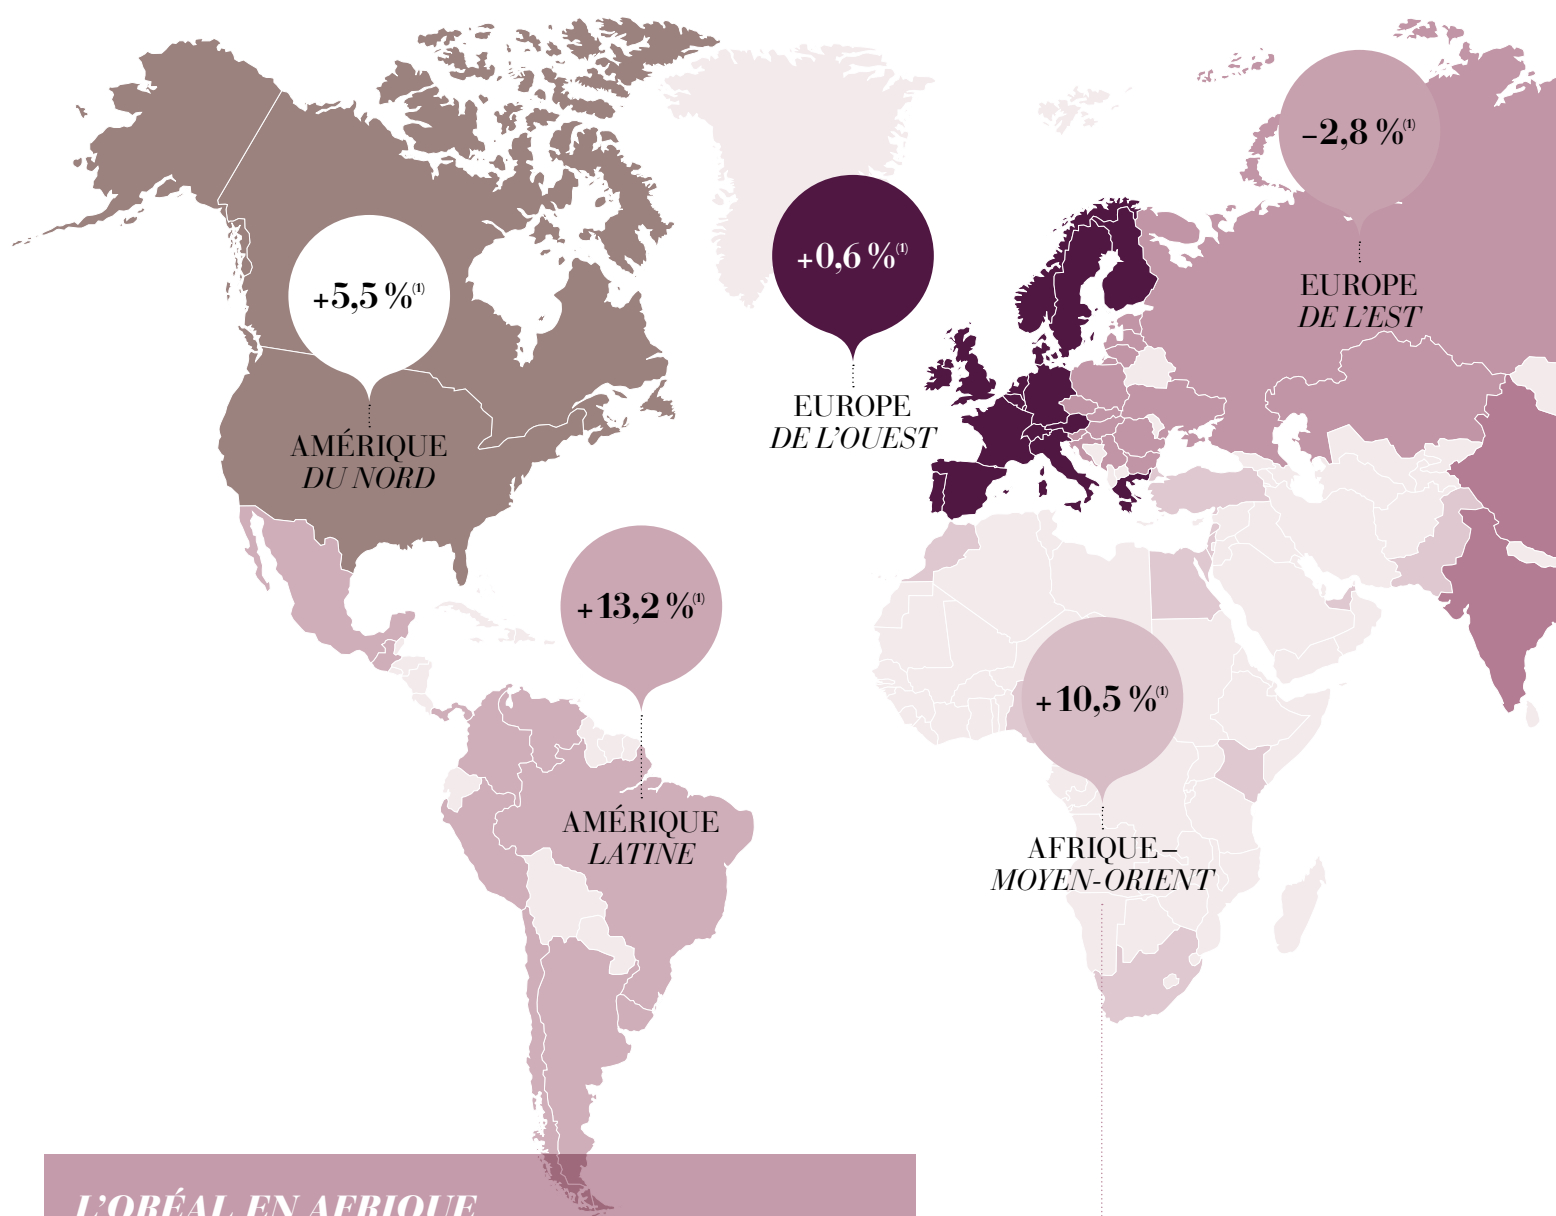 −2,8 %(1)
EUROPE
DE L’EST
+0,6 %(1)
EUROPE
DE L’OUEST
+5,5 %(1)
AMÉRIQUE
DU NORD
+13,2 %(1)
AMÉRIQUE
LATINE
+10,5 %(1)
AFRIQUE –
MOYEN-ORIENT
L’ORÉAL EN AFRIQUE